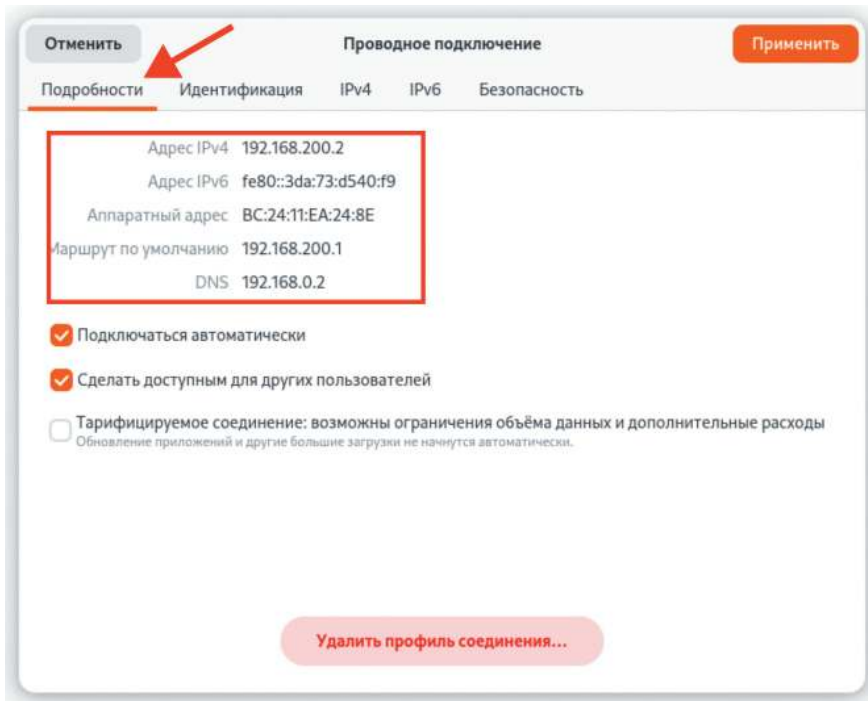 Отменить Проводное подключение Применить
Подробности Идентификация IPv4 IPv6 Безопасность
Адрес IPv4 192.168.200.2
Адрес IPv6 fe80::3da:73:d540:f9
Аппаратный адрес BC:24:11:EA:24:8E
Маршрут по умолчанию 192.168.200.1
DNS 192.168.0.2
Подключаться автоматически
Сделать доступным для других пользователей
Тарифицируемое соединение: возможны ограничения объёма данных и дополнительные расходы
Обновление приложений и другие большие загрузки не начнутся автоматически.
Удалить профиль соединения...